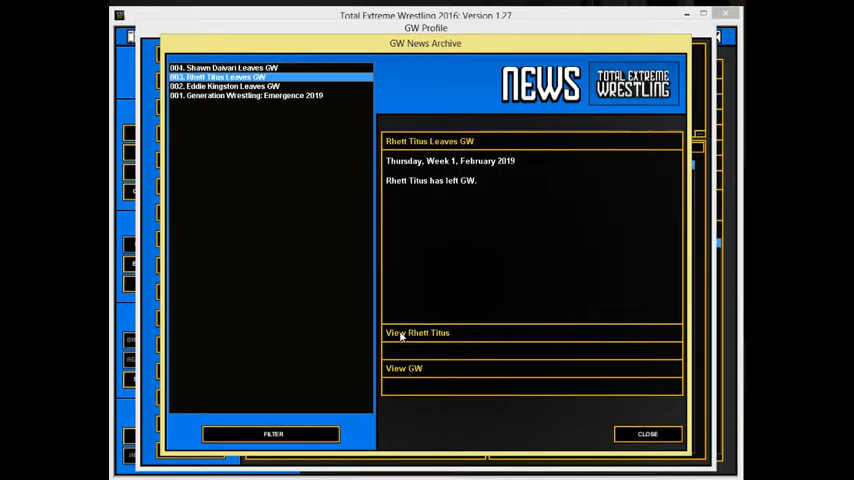 Total Extreme Wrestling 2016: Version 1.27
GW Profile
GW News Archive
004. Shawn Daivari Leaves GW
003. Rhett Titus Leaves GW
002. Eddie Kingston Leaves GW
001. Generation Wrestling: Emergence 2019
NEWS
TOTAL EXTREME
WRESTLING
Rhett Titus Leaves GW
Thursday, Week 1, February 2019
Rhett Titus has left GW.
View Rhett Titus
View GW
FILTER
CLOSE